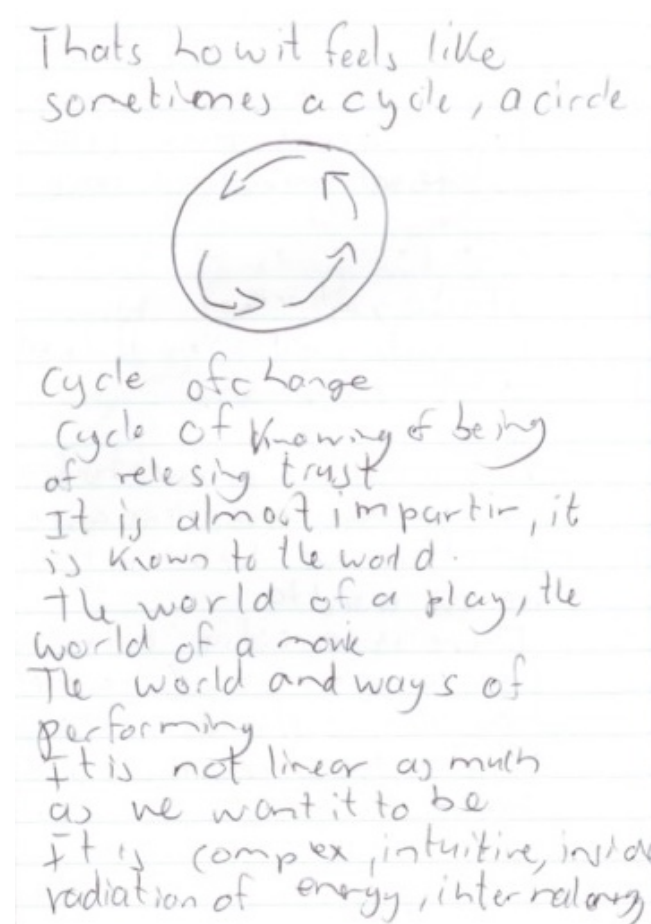 Thats how it feels like
sometimes a cycle, a circle
cycle of change
cycle of knowing of being
of relesing trust
It is almost impartir, it
is known to the world.
The world of a play, the
world of a
The world and ways of
performing
It is not linear as much
as we want it to be
It is complex, intuitive,
radiation of energy, internal